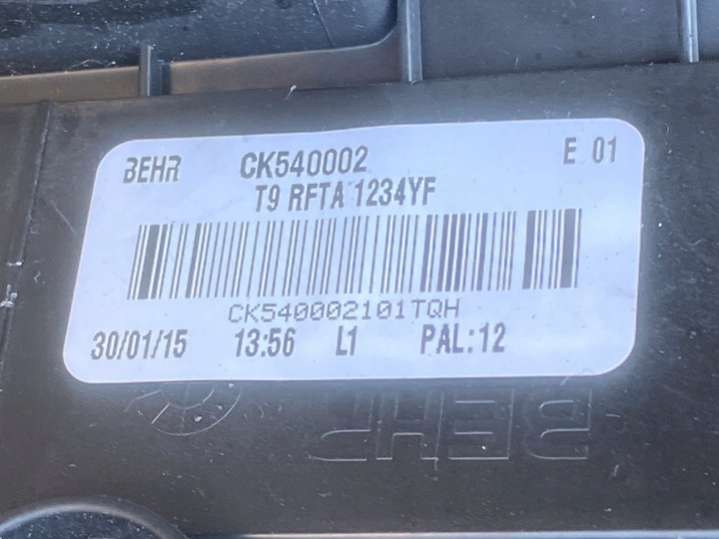 BEHR CK540002 E 01
T9 RFTA 1234YF
CK540002101TQH
30/01/15 13:56 L1 PAL:12
BEHR